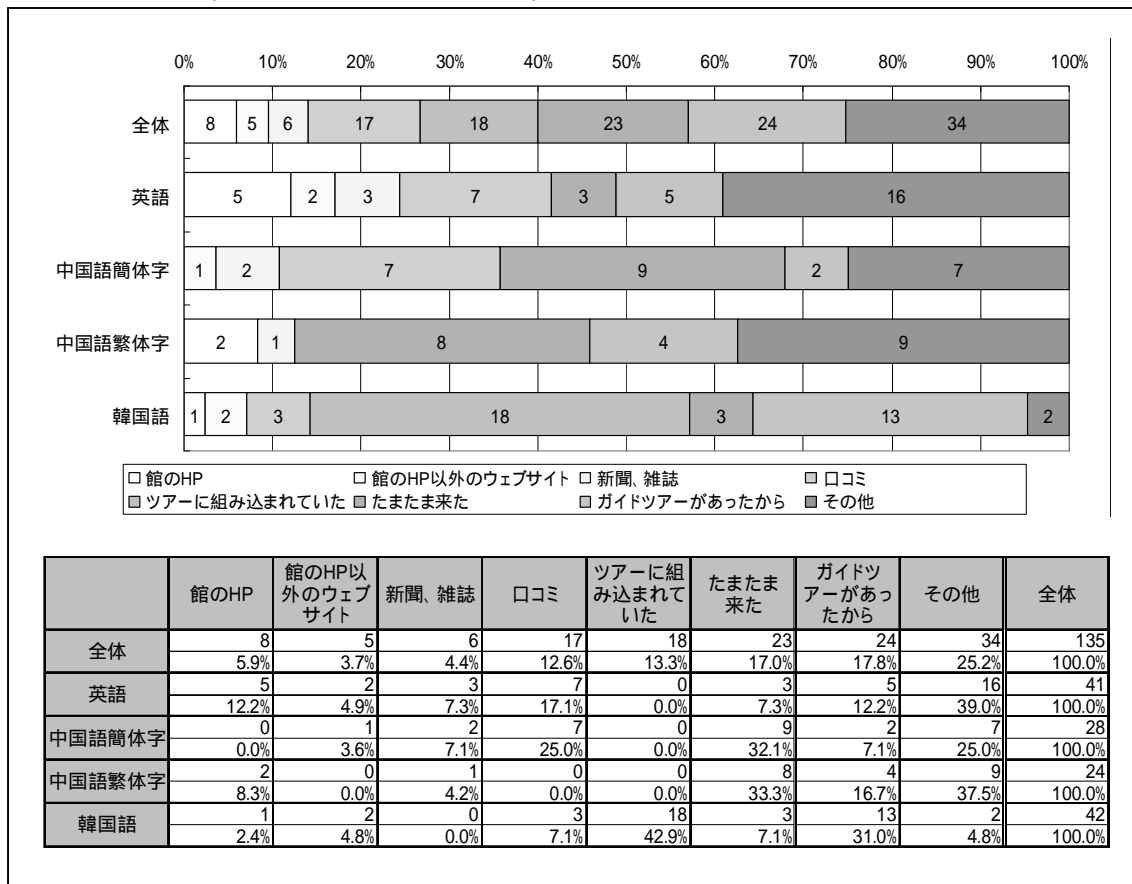 0% 10% 20% 30% 40% 50% 60% 70% 80% 90% 100%
全体 8 5 6 17 18 23 24 34
英語 5 2 3 7 3 5 16
中国語簡体字 1 2 7 9 2 7
中国語繁体字 2 1 8 4 9
韓国語 1 2 3 18 3 13 2
館のHP 館のHP以外のウェブサイト 新聞、雑誌 口コミ
ツアーに組み込まれていた たまたま来た ガイドツアーがあったから その他
館のHP 館のHP以外のウェブサイト 新聞、雑誌 口コミ ツアーに組み込まれていた たまたま来た ガイドツアーがあったから その他 全体
全体 8 5 6 17 18 23 24 34 135
5.9% 3.7% 4.4% 12.6% 13.3% 17.0% 17.8% 25.2% 100.0%
英語 5 2 3 7 0 3 5 16 41
12.2% 4.9% 7.3% 17.1% 0.0% 7.3% 12.2% 39.0% 100.0%
中国語簡体字 0 1 2 7 0 9 2 7 28
0.0% 3.6% 7.1% 25.0% 0.0% 32.1% 7.1% 25.0% 100.0%
中国語繁体字 2 0 1 0 0 8 4 9 24
8.3% 0.0% 4.2% 0.0% 0.0% 33.3% 16.7% 37.5% 100.0%
韓国語 1 2 0 3 18 3 13 2 42
2.4% 4.8% 0.0% 7.1% 42.9% 7.1% 31.0% 4.8% 100.0%